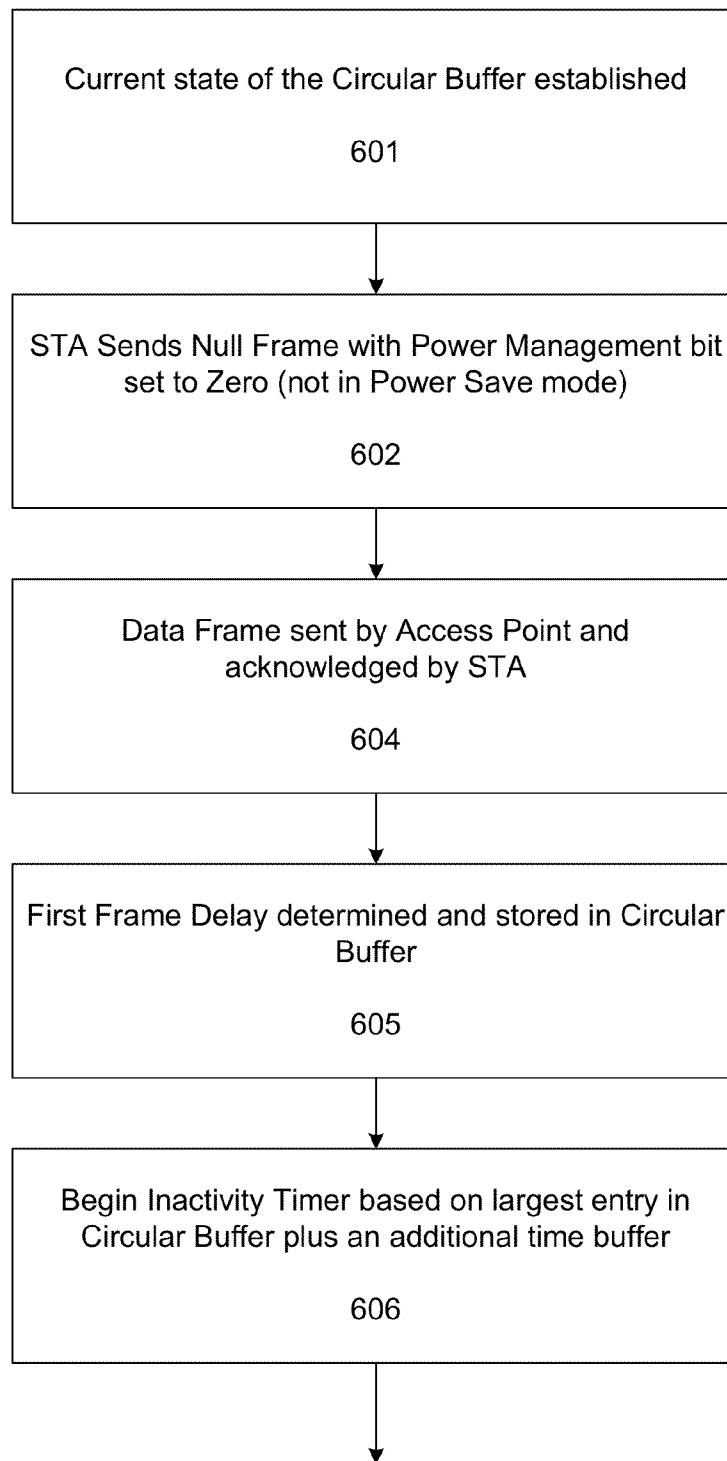 Current state of the Circular Buffer established
601
STA Sends Null Frame with Power Management bit
set to Zero (not in Power Save mode)
602
Data Frame sent by Access Point and
acknowledged by STA
604
First Frame Delay determined and stored in Circular
Buffer
605
Begin Inactivity Timer based on largest entry in
Circular Buffer plus an additional time buffer
606